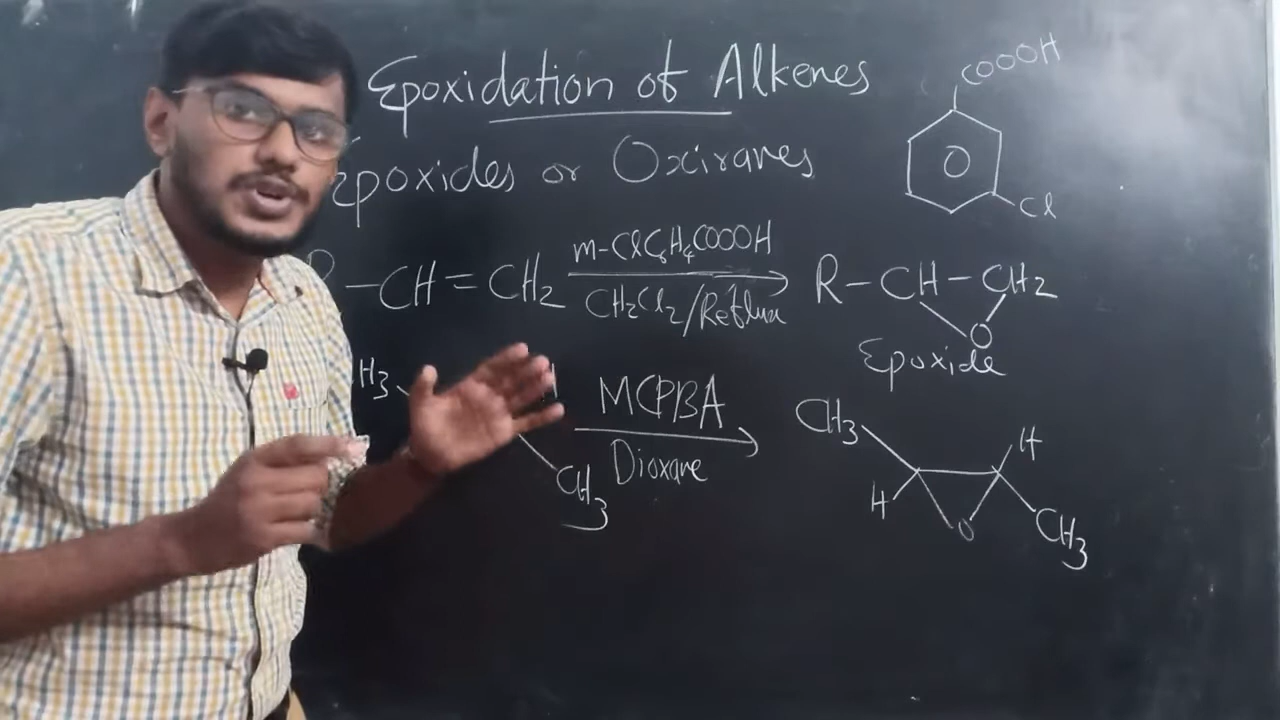 Epoxidation of Alkenes
COOOH
Cl
Epoxides or Oxiranes
R-CH=CH2 m-ClC6H4COOOH R-CH-CH2
CH2Cl2/Reflux O
Epoxide
H3 H MCPBA CH3 H
CH3 Dioxane H O CH3